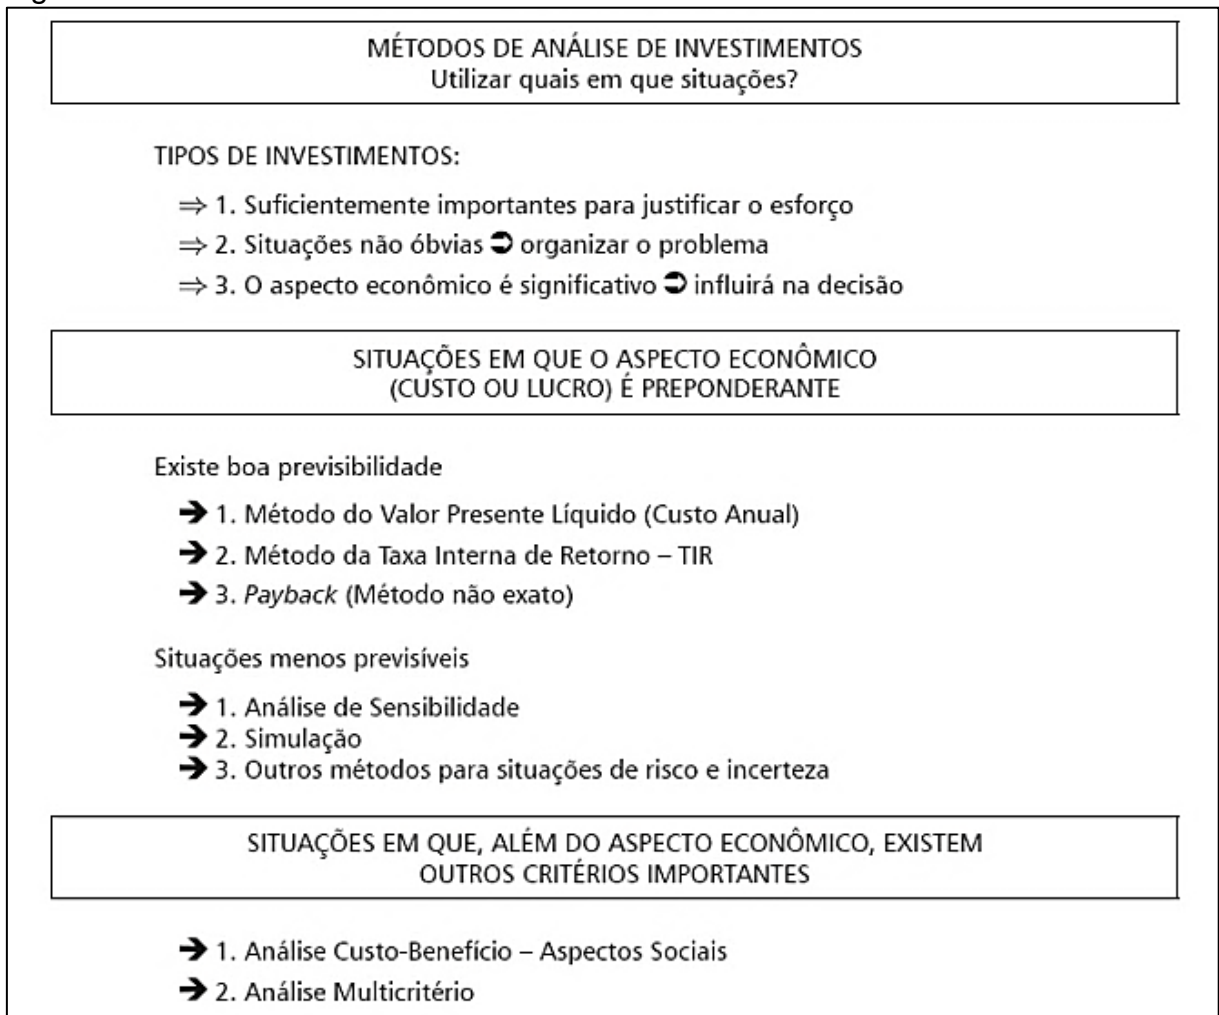 MÉTODOS DE ANÁLISE DE INVESTIMENTOS
Utilizar quais em que situações?
TIPOS DE INVESTIMENTOS:
⇒ 1. Suficientemente importantes para justificar o esforço
⇒ 2. Situações não óbvias ➲ organizar o problema
⇒ 3. O aspecto econômico é significativo ➲ influirá na decisão
SITUAÇÕES EM QUE O ASPECTO ECONÔMICO
(CUSTO OU LUCRO) É PREPONDERANTE
Existe boa previsibilidade
➔ 1. Método do Valor Presente Líquido (Custo Anual)
➔ 2. Método da Taxa Interna de Retorno – TIR
➔ 3. Payback (Método não exato)
Situações menos previsíveis
➔ 1. Análise de Sensibilidade
➔ 2. Simulação
➔ 3. Outros métodos para situações de risco e incerteza
SITUAÇÕES EM QUE, ALÉM DO ASPECTO ECONÔMICO, EXISTEM
OUTROS CRITÉRIOS IMPORTANTES
➔ 1. Análise Custo-Benefício – Aspectos Sociais
➔ 2. Análise Multicritério